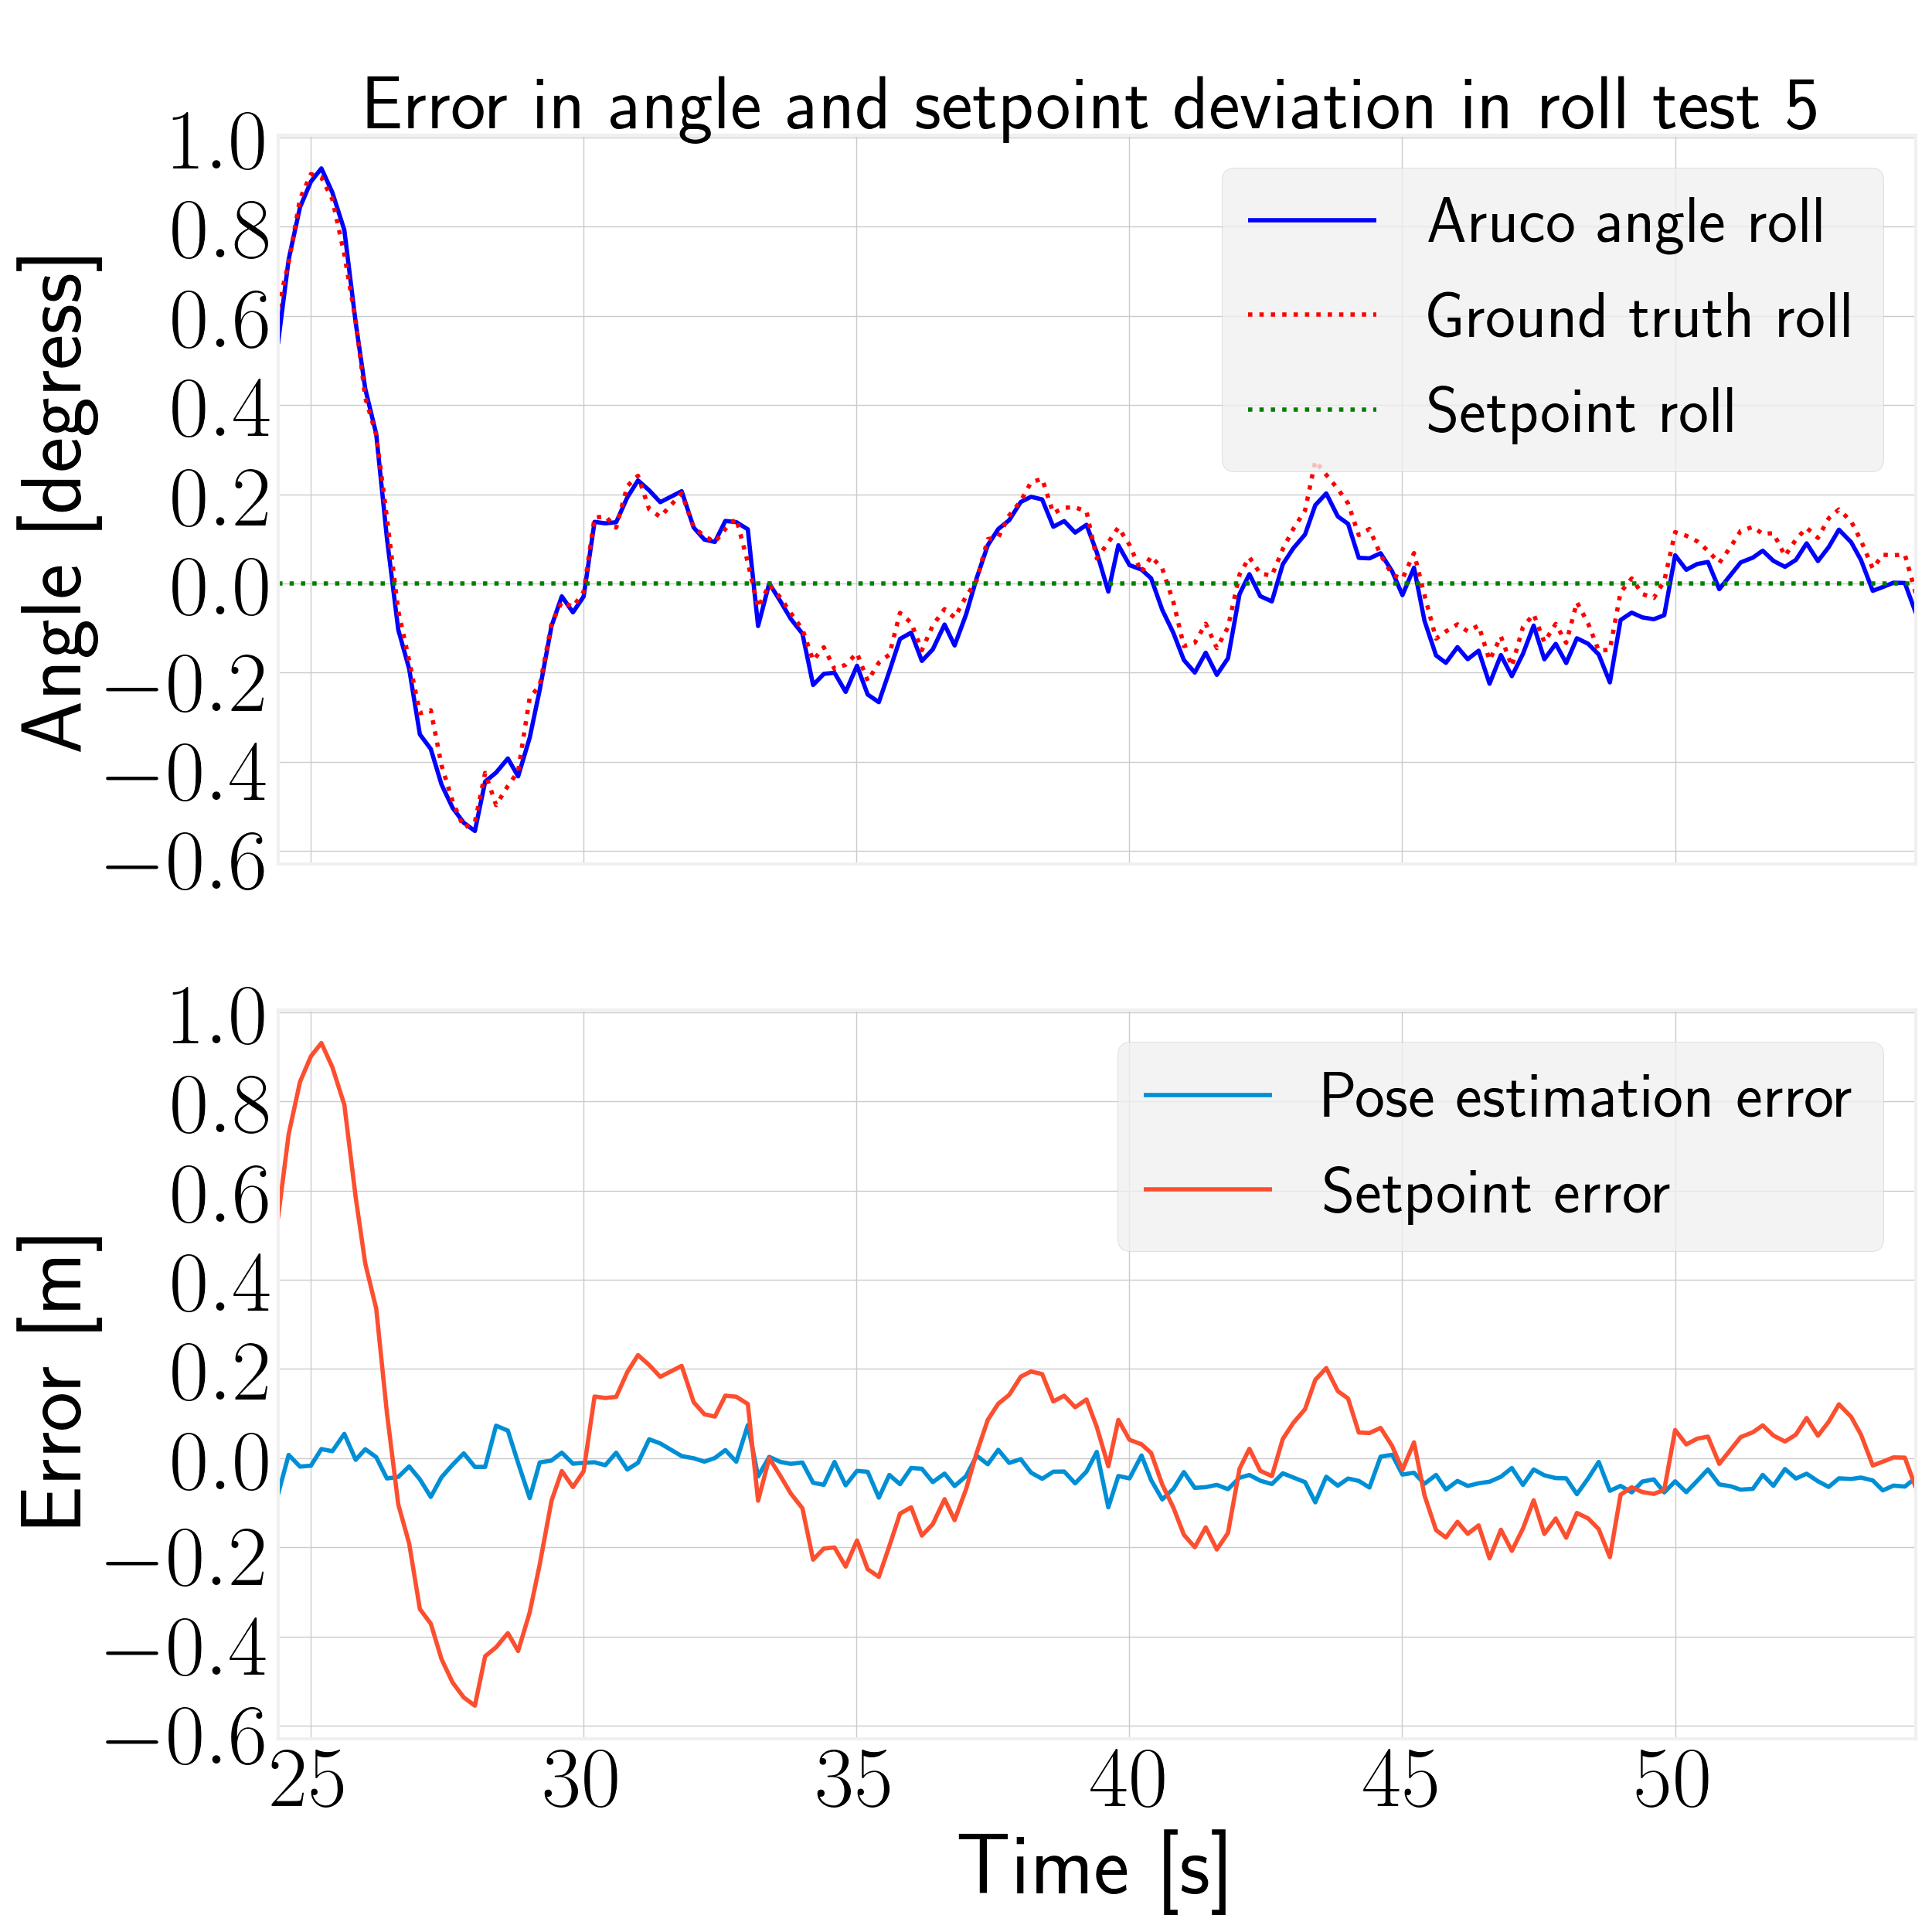 Error in angle and setpoint deviation in roll test 5
Angle [degress]
1.0
0.8
0.6
0.4
0.2
0.0
−0.2
−0.4
−0.6
Aruco angle roll
Ground truth roll
Setpoint roll
Error [m]
1.0
0.8
0.6
0.4
0.2
0.0
−0.2
−0.4
−0.6
Pose estimation error
Setpoint error
25 30 35 40 45 50
Time [s]